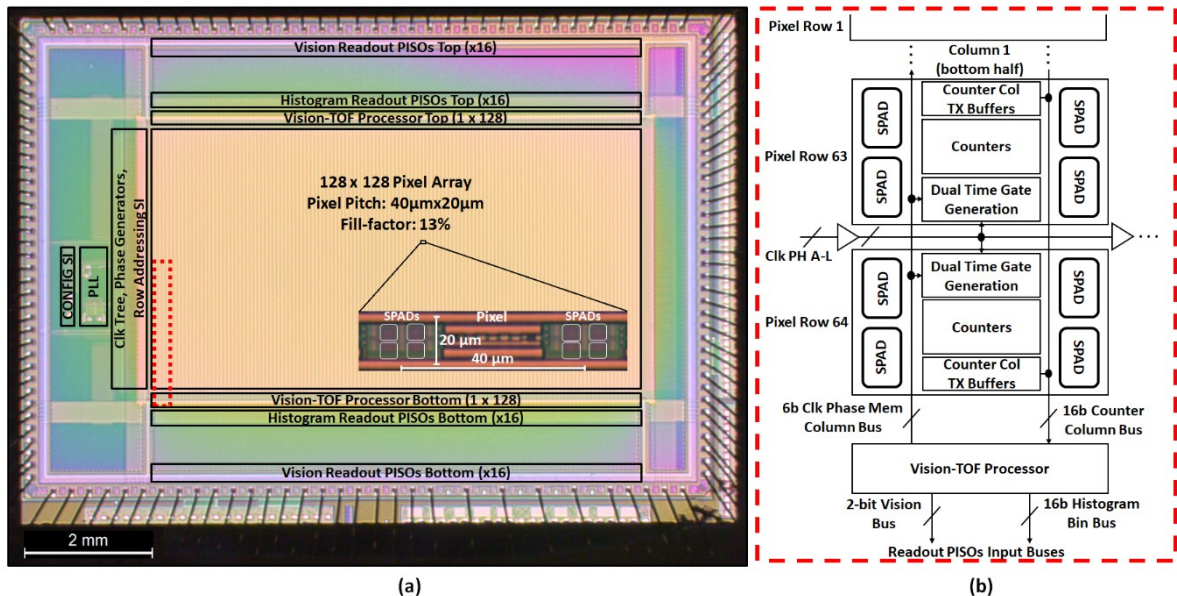 Vision Readout PISOs Top (x16)
Histogram Readout PISOs Top (x16)
Vision-TOF Processor Top (1 x 128)
128 x 128 Pixel Array
Pixel Pitch: 40μmx20μm
Fill-factor: 13%
CONFIG SI
PLL
Clk Tree, Phase Generators,
Row Addressing SI
SPADs
Pixel
SPADs
20 μm
40 μm
Vision-TOF Processor Bottom (1 x 128)
Histogram Readout PISOs Bottom (x16)
Vision Readout PISOs Bottom (x16)
2 mm
(a)
Pixel Row 1
Column 1
(bottom half)
Pixel Row 63
SPAD
SPAD
Counter Col
TX Buffers
Counters
Dual Time Gate
Generation
SPAD
SPAD
Clk PH A-L
...
Pixel Row 64
SPAD
SPAD
Dual Time Gate
Generation
Counters
Counter Col
TX Buffers
SPAD
SPAD
6b Clk Phase Mem
Column Bus
16b Counter
Column Bus
Vision-TOF Processor
2-bit Vision
Bus
16b Histogram
Bin Bus
Readout PISOs Input Buses
(b)